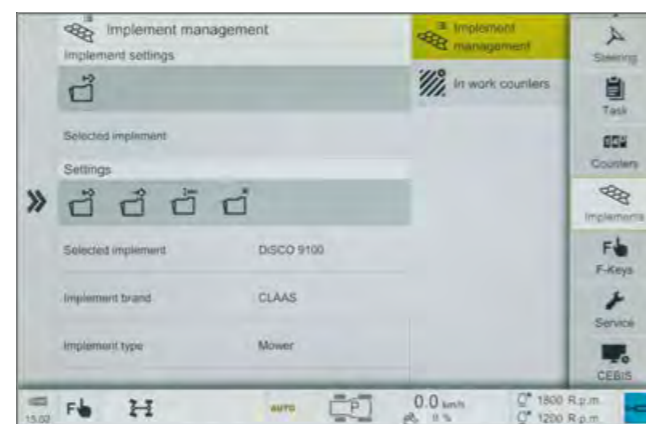 Implement management
Implement settings
Selected implement
Settings
Selected implement DISCO 9100
Implement brand CLAAS
Implement type Mower
Implement management
In work counters
Steering
Task
Counters
Implements
F-Keys
Service
CEBIS
15:02
F
AUTO
P
0.0 km/h
0 %
1800 R.p.m.
1200 R.p.m.